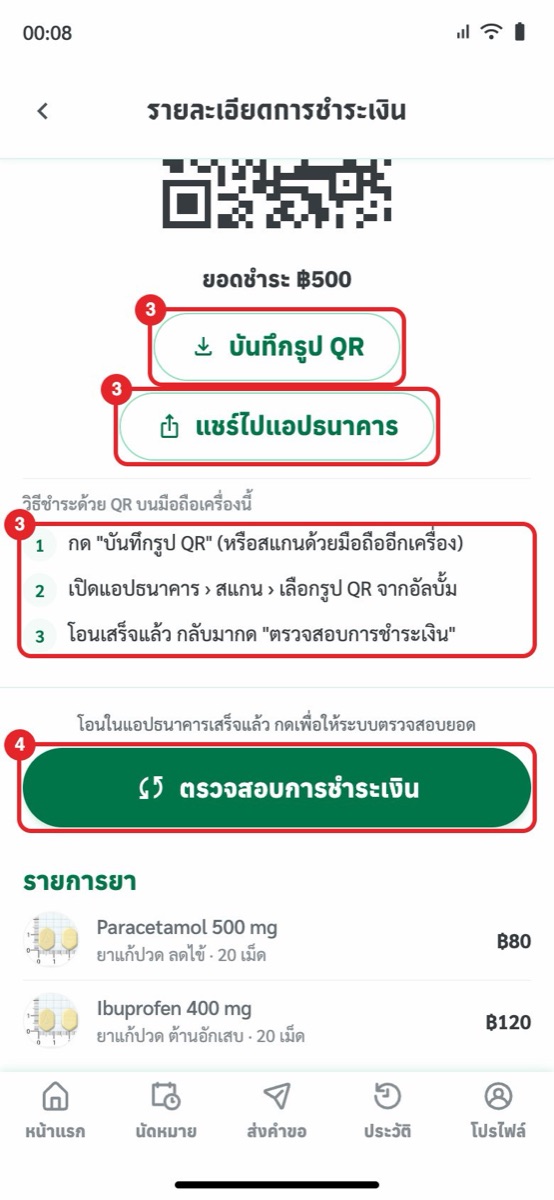 00:08
รายละเอียดการชำระเงิน
ยอดชำระ ฿500
3
บันทึกรูป QR
3
แชร์ไปแอปธนาคาร
วิธีชำระด้วย QR บนมือถือเครื่องนี้
3
1 กด "บันทึกรูป QR" (หรือสแกนด้วยมือถืออีกเครื่อง)
2 เปิดแอปธนาคาร › สแกน › เลือกรูป QR จากอัลบั้ม
3 โอนเสร็จแล้ว กลับมากด "ตรวจสอบการชำระเงิน"
โอนในแอปธนาคารเสร็จแล้ว กดเพื่อให้ระบบตรวจสอบยอด
4
ตรวจสอบการชำระเงิน
รายการยา
Paracetamol 500 mg
ยาแก้ปวด ลดไข้ · 20 เม็ด
฿80
Ibuprofen 400 mg
ยาแก้ปวด ต้านอักเสบ · 20 เม็ด
฿120
หน้าแรก นัดหมาย ส่งคำขอ ประวัติ โปรไฟล์